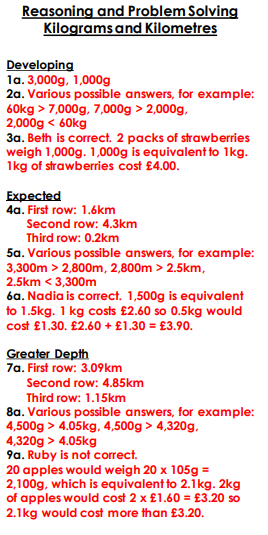 Reasoning and Problem Solving
Kilograms and Kilometres
Developing
1a. 3,000g, 1,000g
2a. Various possible answers, for example:
60kg > 7,000g, 7,000g > 2,000g,
2,000g < 60kg
3a. Beth is correct. 2 packs of strawberries
weigh 1,000g. 1,000g is equivalent to 1kg.
1kg of strawberries cost £4.00.
Expected
4a. First row: 1.6km
Second row: 4.3km
Third row: 0.2km
5a. Various possible answers, for example:
3,300m > 2,800m, 2,800m > 2.5km,
2.5km < 3,300m
6a. Nadia is correct. 1,500g is equivalent
to 1.5kg. 1 kg costs £2.60 so 0.5kg would
cost £1.30. £2.60 + £1.30 = £3.90.
Greater Depth
7a. First row: 3.09km
Second row: 4.85km
Third row: 1.15km
8a. Various possible answers, for example:
4,500g > 4.05kg, 4,500g > 4,320g,
4,320g > 4.05kg
9a. Ruby is not correct.
20 apples would weigh 20 x 105g =
2,100g, which is equivalent to 2.1kg. 2kg
of apples would cost 2 x £1.60 = £3.20 so
2.1kg would cost more than £3.20.